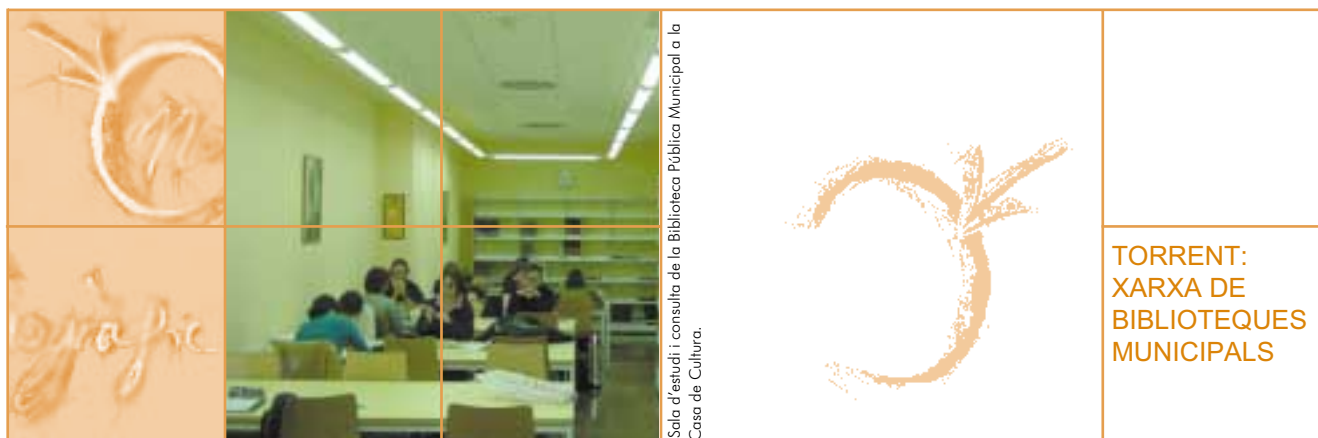 Sala d'estudi i consulta de la Biblioteca Pública Municipal a la
Casa de Cultura.
TORRENT:
XARXA DE
BIBLIOTEQUES
MUNICIPALS